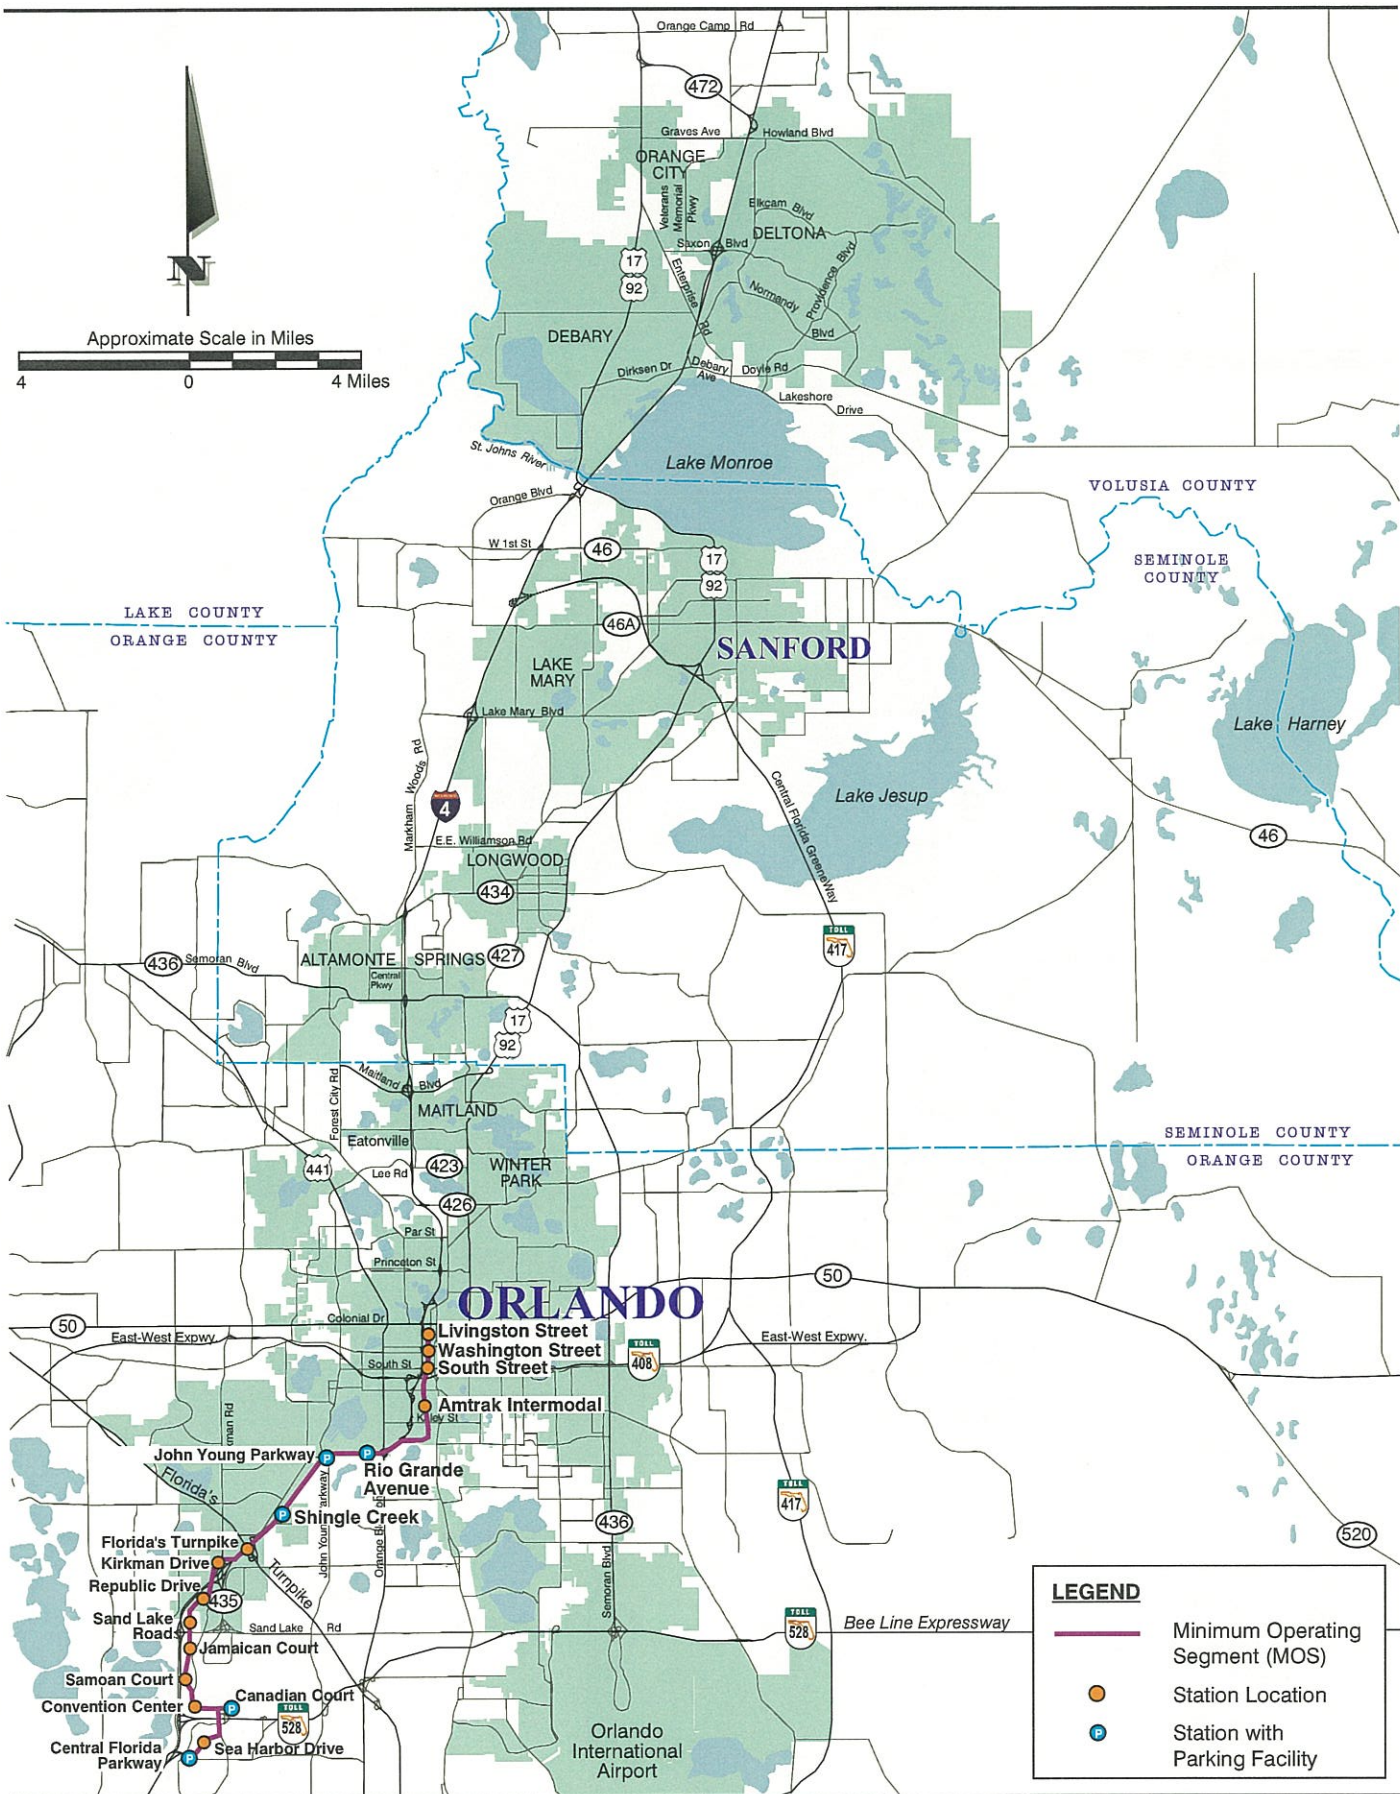 Orange Camp Rd
472
Graves Ave
Howland Blvd
ORANGE
CITY
Veterans
Memorial
Pkwy
Elkcam Blvd
DELTONA
Saxon Blvd
Providence Blvd
17
92
Enterprise Rd
Normandy
Blvd
N
Approximate Scale in Miles
4 0 4 Miles
DEBARY
Dirksen Dr
Debary
Ave
Doyle Rd
Lakeshore
Drive
St. Johns River
Lake Monroe
Orange Blvd
VOLUSIA COUNTY
SEMINOLE
COUNTY
W 1st St
46
17
92
LAKE COUNTY
ORANGE COUNTY
46A
SANFORD
LAKE
MARY
Lake Mary Blvd
Lake Harney
Markham Woods Rd
4
Central Florida GreeneWay
Lake Jesup
46
E.E. Williamson Rd
LONGWOOD
434
TOLL
417
436
Semoran Blvd
ALTAMONTE SPRINGS
427
Central
Pkwy
17
92
Maitland Blvd
Forest City Rd
MAITLAND
Eatonville
SEMINOLE COUNTY
ORANGE COUNTY
441
Lee Rd
423
WINTER
PARK
426
Par St
Princeton St
50
ORLANDO
50
Colonial Dr
East-West Expwy.
Livingston Street
Washington Street
South St
South Street
TOLL
408
East-West Expwy.
Amtrak Intermodal
John Young Parkway
P
P
Rio Grande
Avenue
Florida's
Turnpike
P
Shingle Creek
TOLL
417
436
520
Florida's Turnpike
Kirkman Drive
Republic Drive
435
Semoran Blvd
Sand Lake
Road
Sand Lake Rd
TOLL
528
Bee Line Expressway
Jamaican Court
Samoan Court
Convention Center
P
Canadian Court
TOLL
528
Sea Harbor Drive
Central Florida
Parkway
P
Orlando
International
Airport
LEGEND
Minimum Operating
Segment (MOS)
Station Location
P
Station with
Parking Facility